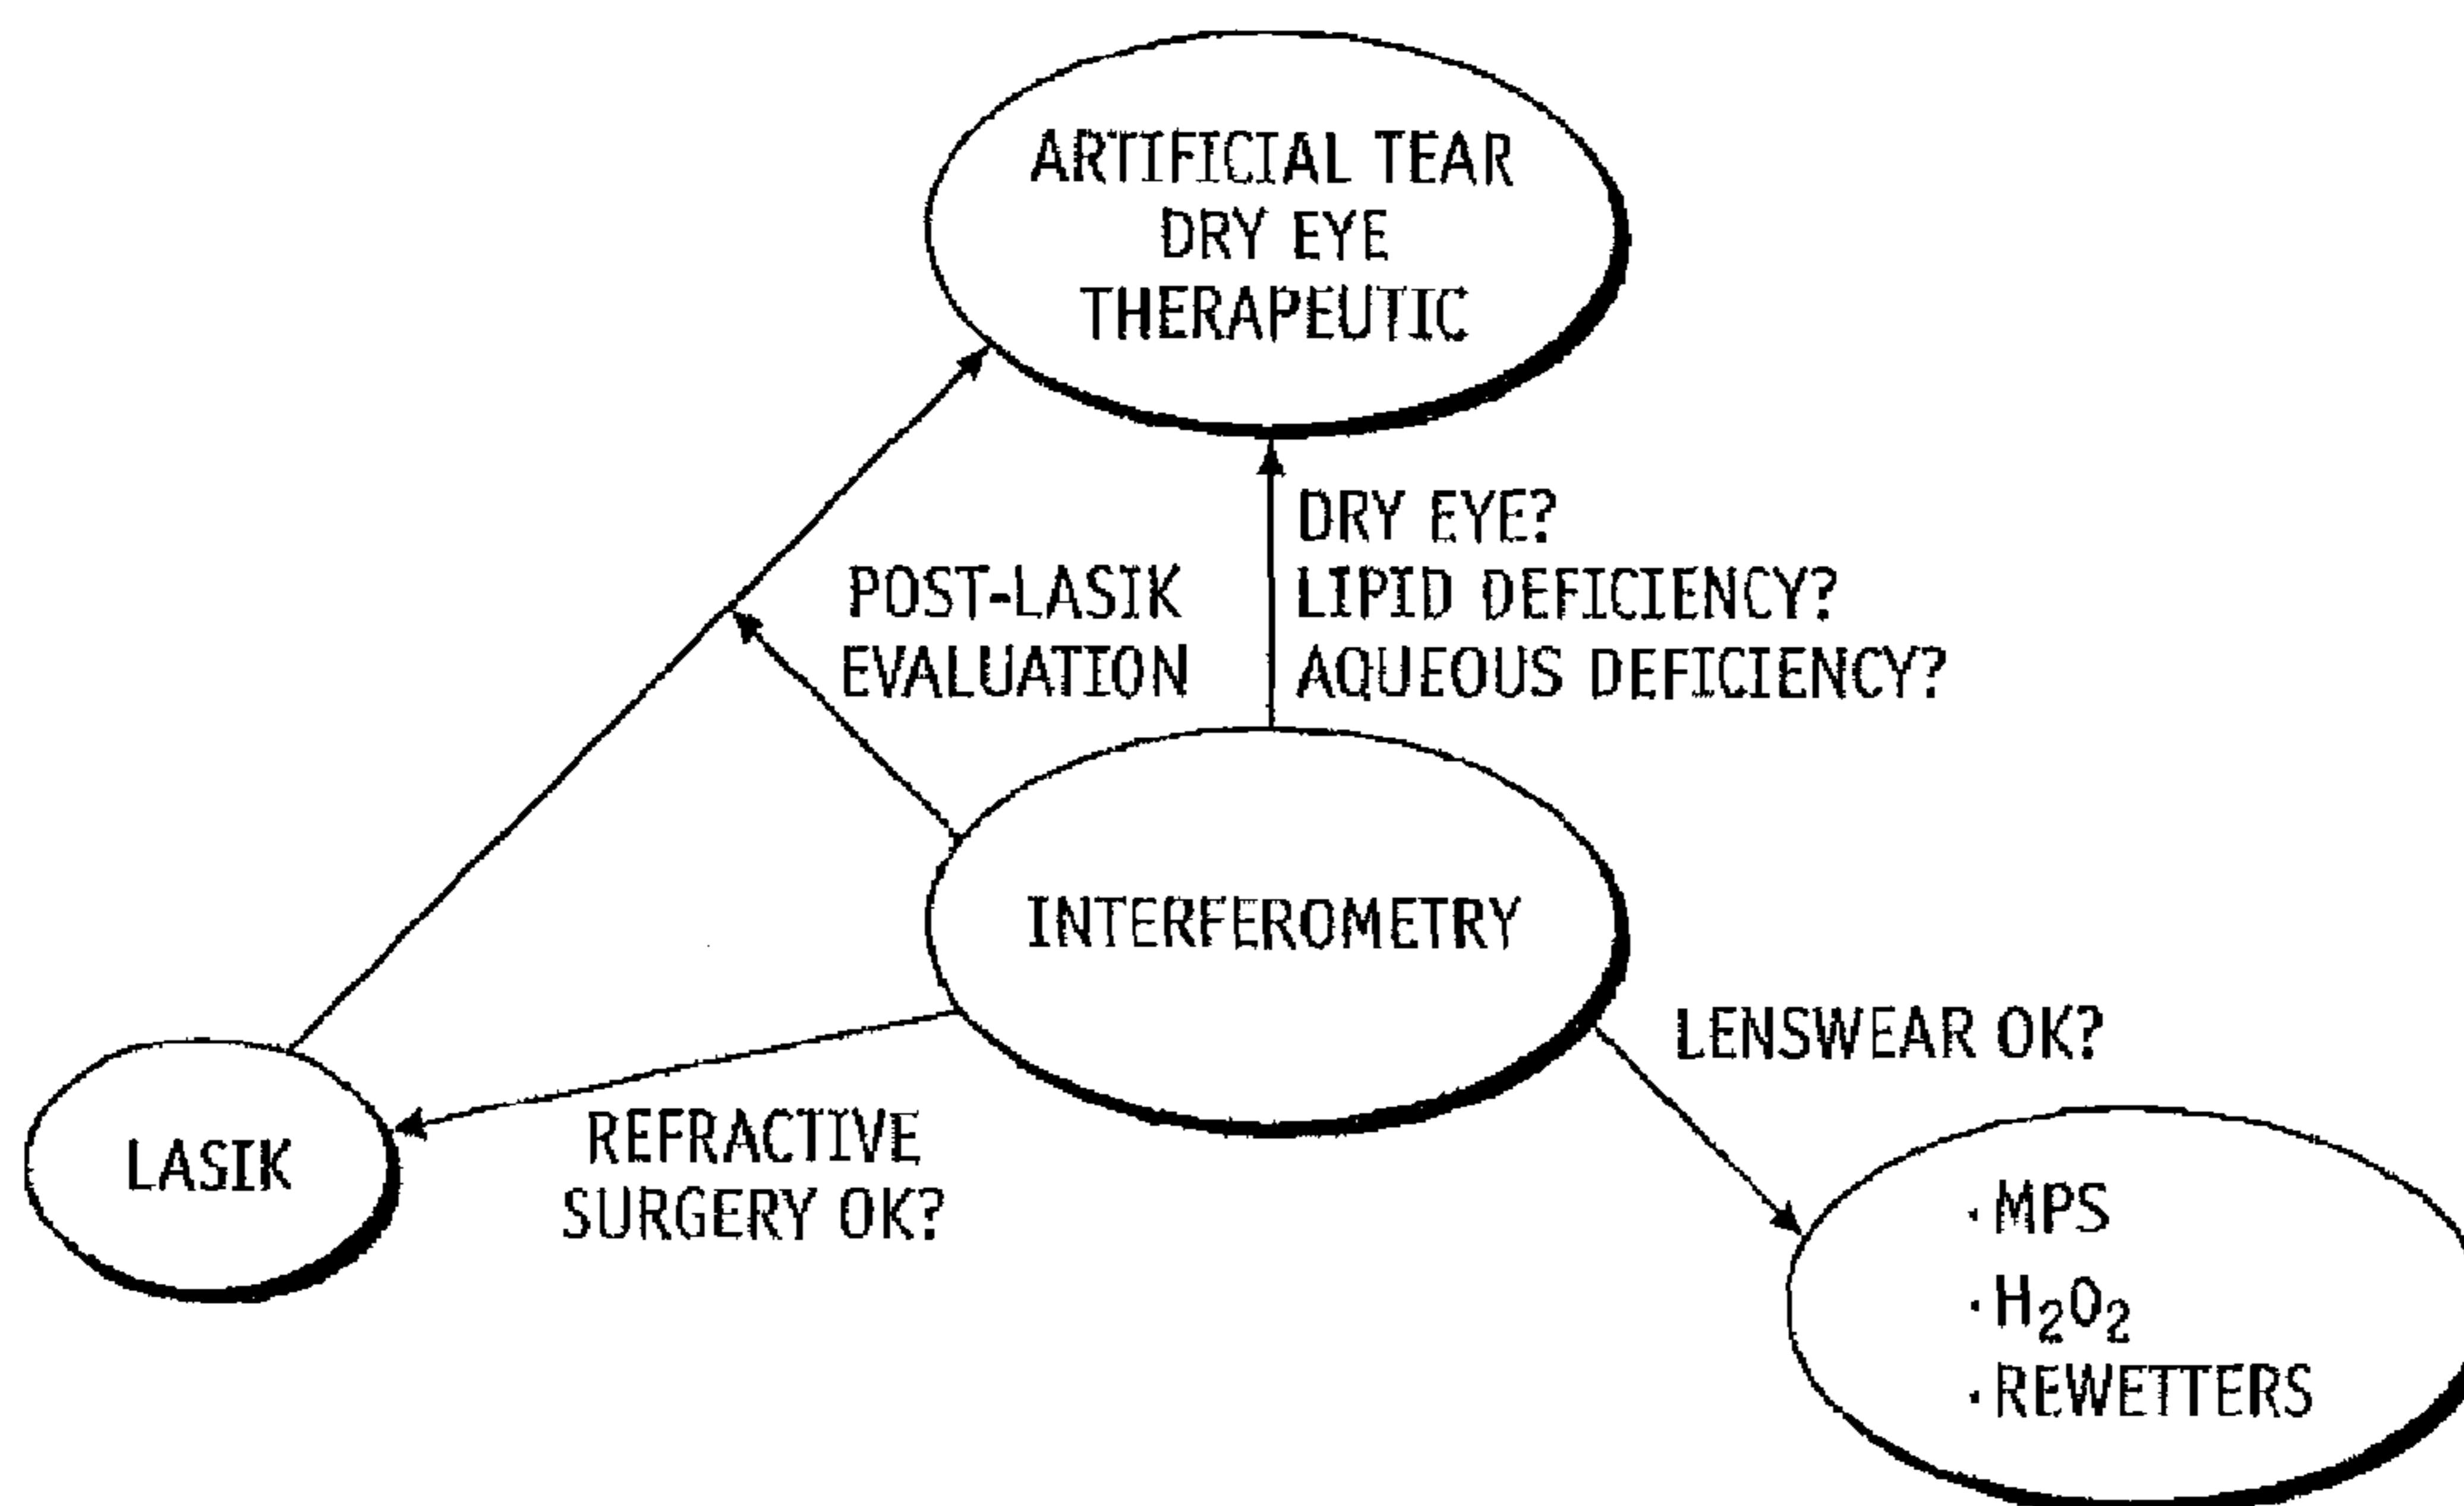 ARTIFICIAL TEAR
DRY EYE
THERAPEUTIC
DRY EYE?
LIPID DEFICIENCY?
AQUEOUS DEFICIENCY?
POST-LASIK
EVALUATION
INTERFEROMETRY
LENSWEAR OK?
LASIK
REFRACTIVE
SURGERY OK?
·MPS
·H₂O₂
·REWETTERS